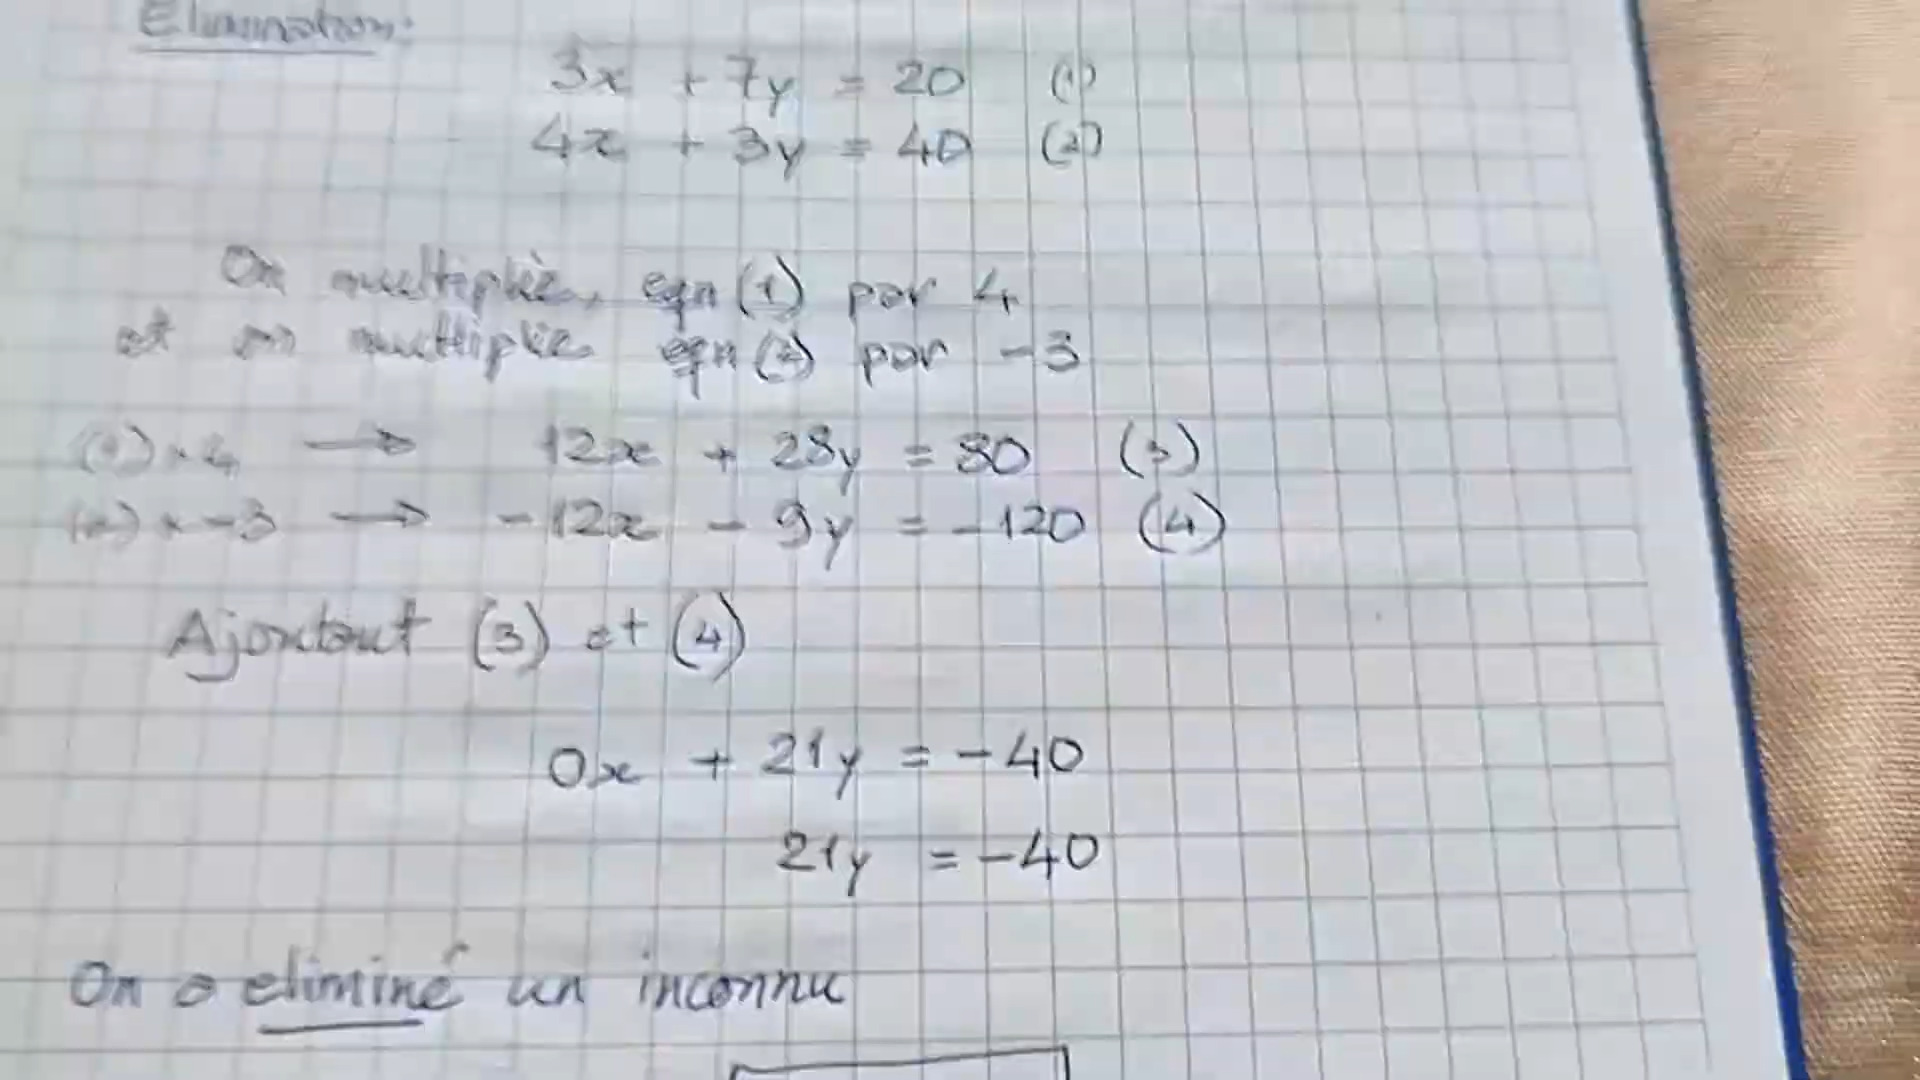 Elimination:
3x + 7y = 20 (1)
4x + 3y = 40 (2)
On multiplie, eqn (1) par 4
et on multiplie eqn (2) par -3
(1) × 4 → 12x + 28y = 80 (3)
(2) × -3 → -12x - 9y = -120 (4)
Ajoutout (3) et (4)
0x + 21y = -40
21y = -40
On a eliminé un inconnu